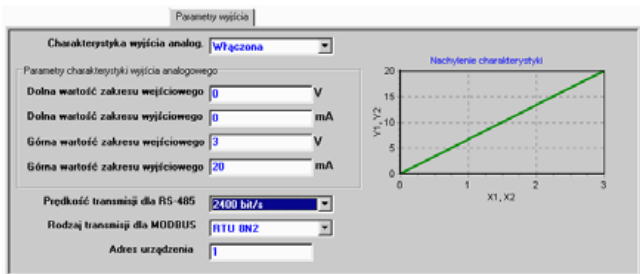 Parametry wyjścia
Charakterystyka wyjścia analog. Włączona
Parametry charakterystyki wyjścia analogowego
Dolna wartość zakresu wejściowego 0 V
Dolna wartość zakresu wyjściowego 0 mA
Górna wartość zakresu wejściowego 3 V
Górna wartość zakresu wyjściowego 20 mA
Prędkość transmisji dla RS-485 2400 bit/s
Rodzaj transmisji dla MODBUS RTU 8N2
Adres urządzenia 1
Nachylenie charakterystyki
20
15
10
5
0
Y1, Y2
0 1 2 3
X1, X2